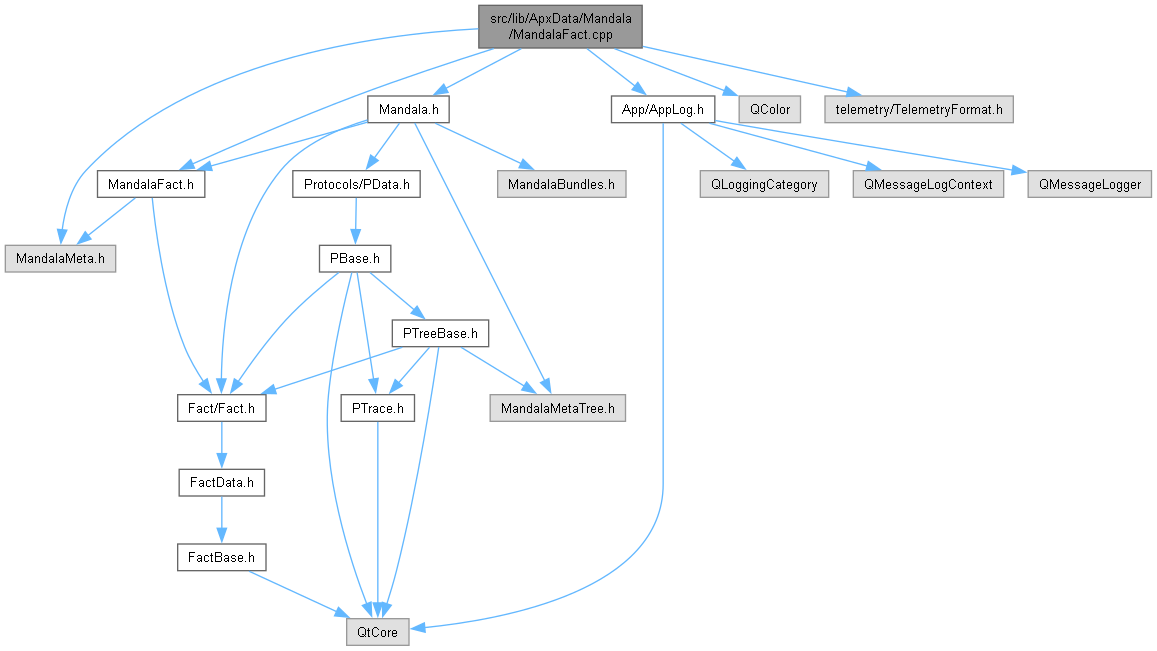 src/lib/ApxData/Mandala
/MandalaFact.cpp
Mandala.h
App/AppLog.h
QColor
telemetry/TelemetryFormat.h
MandalaFact.h
Protocols/PData.h
MandalaBundles.h
QLoggingCategory
QMessageLogContext
QMessageLogger
MandalaMeta.h
PBase.h
PTreeBase.h
Fact/Fact.h
PTrace.h
MandalaMetaTree.h
FactData.h
FactBase.h
QtCore